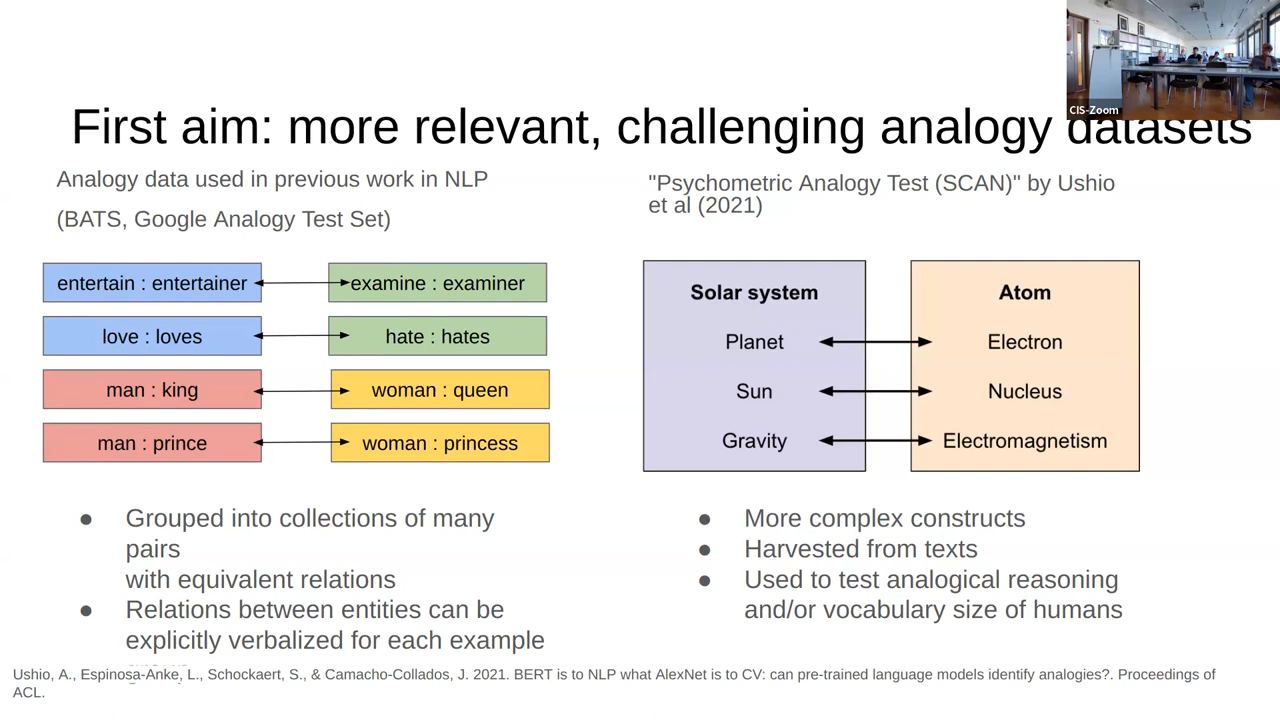 CIS-Zoom
First aim: more relevant, challenging analogy datasets
Analogy data used in previous work in NLP
(BATS, Google Analogy Test Set)
entertain : entertainer
examine : examiner
love : loves
hate : hates
man : king
woman : queen
man : prince
woman : princess
● Grouped into collections of many
pairs
with equivalent relations
● Relations between entities can be
explicitly verbalized for each example
"Psychometric Analogy Test (SCAN)" by Ushio
et al (2021)
Solar system
Atom
Planet
Electron
Sun
Nucleus
Gravity
Electromagnetism
● More complex constructs
● Harvested from texts
● Used to test analogical reasoning
and/or vocabulary size of humans
Ushio, A., Espinosa-Anke, L., Schockaert, S., & Camacho-Collados, J. 2021. BERT is to NLP what AlexNet is to CV: can pre-trained language models identify analogies?. Proceedings of
ACL.